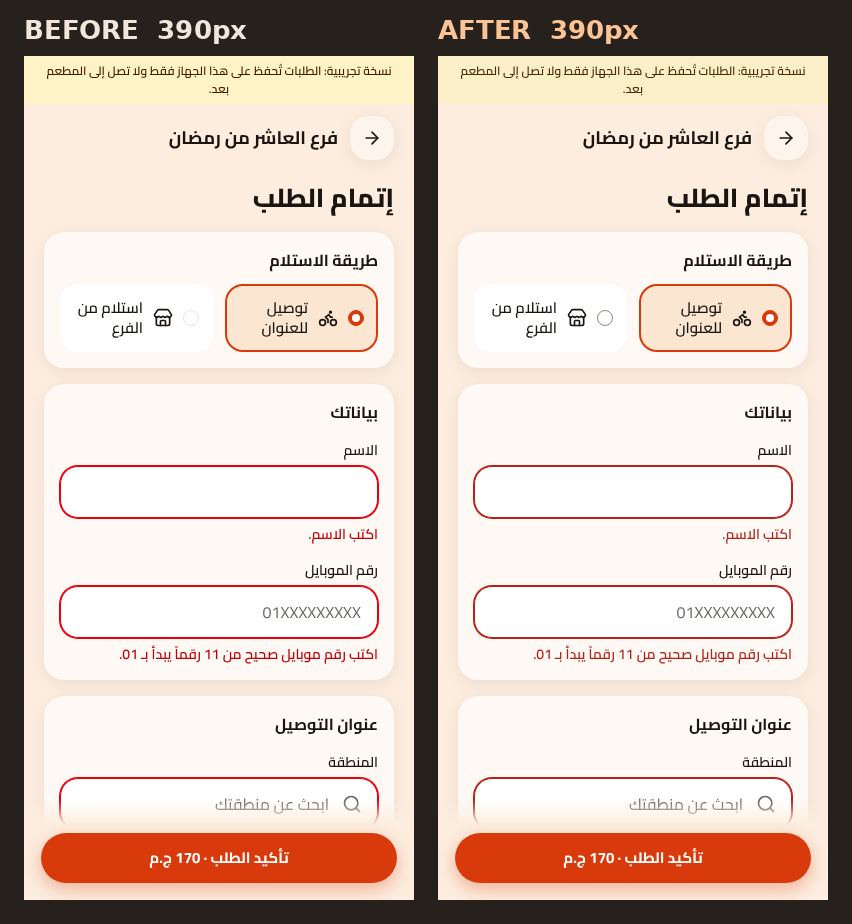 BEFORE 390px
نسخة تجريبية: الطلبات تُحفظ على هذا الجهاز فقط ولا تصل إلى المطعم
بعد.
فرع العاشر من رمضان
إتمام الطلب
طريقة الاستلام
توصيل
للعنوان
استلام من
الفرع
بياناتك
الاسم
اكتب الاسم.
رقم الموبايل
01XXXXXXXXX
اكتب رقم موبايل صحيح من 11 رقماً يبدأ بـ 01.
عنوان التوصيل
المنطقة
ابحث عن منطقتك
تأكيد الطلب · 170 ج.م
AFTER 390px
نسخة تجريبية: الطلبات تُحفظ على هذا الجهاز فقط ولا تصل إلى المطعم
بعد.
فرع العاشر من رمضان
إتمام الطلب
طريقة الاستلام
توصيل
للعنوان
استلام من
الفرع
بياناتك
الاسم
اكتب الاسم.
رقم الموبايل
01XXXXXXXXX
اكتب رقم موبايل صحيح من 11 رقماً يبدأ بـ 01.
عنوان التوصيل
المنطقة
ابحث عن منطقتك
تأكيد الطلب · 170 ج.م